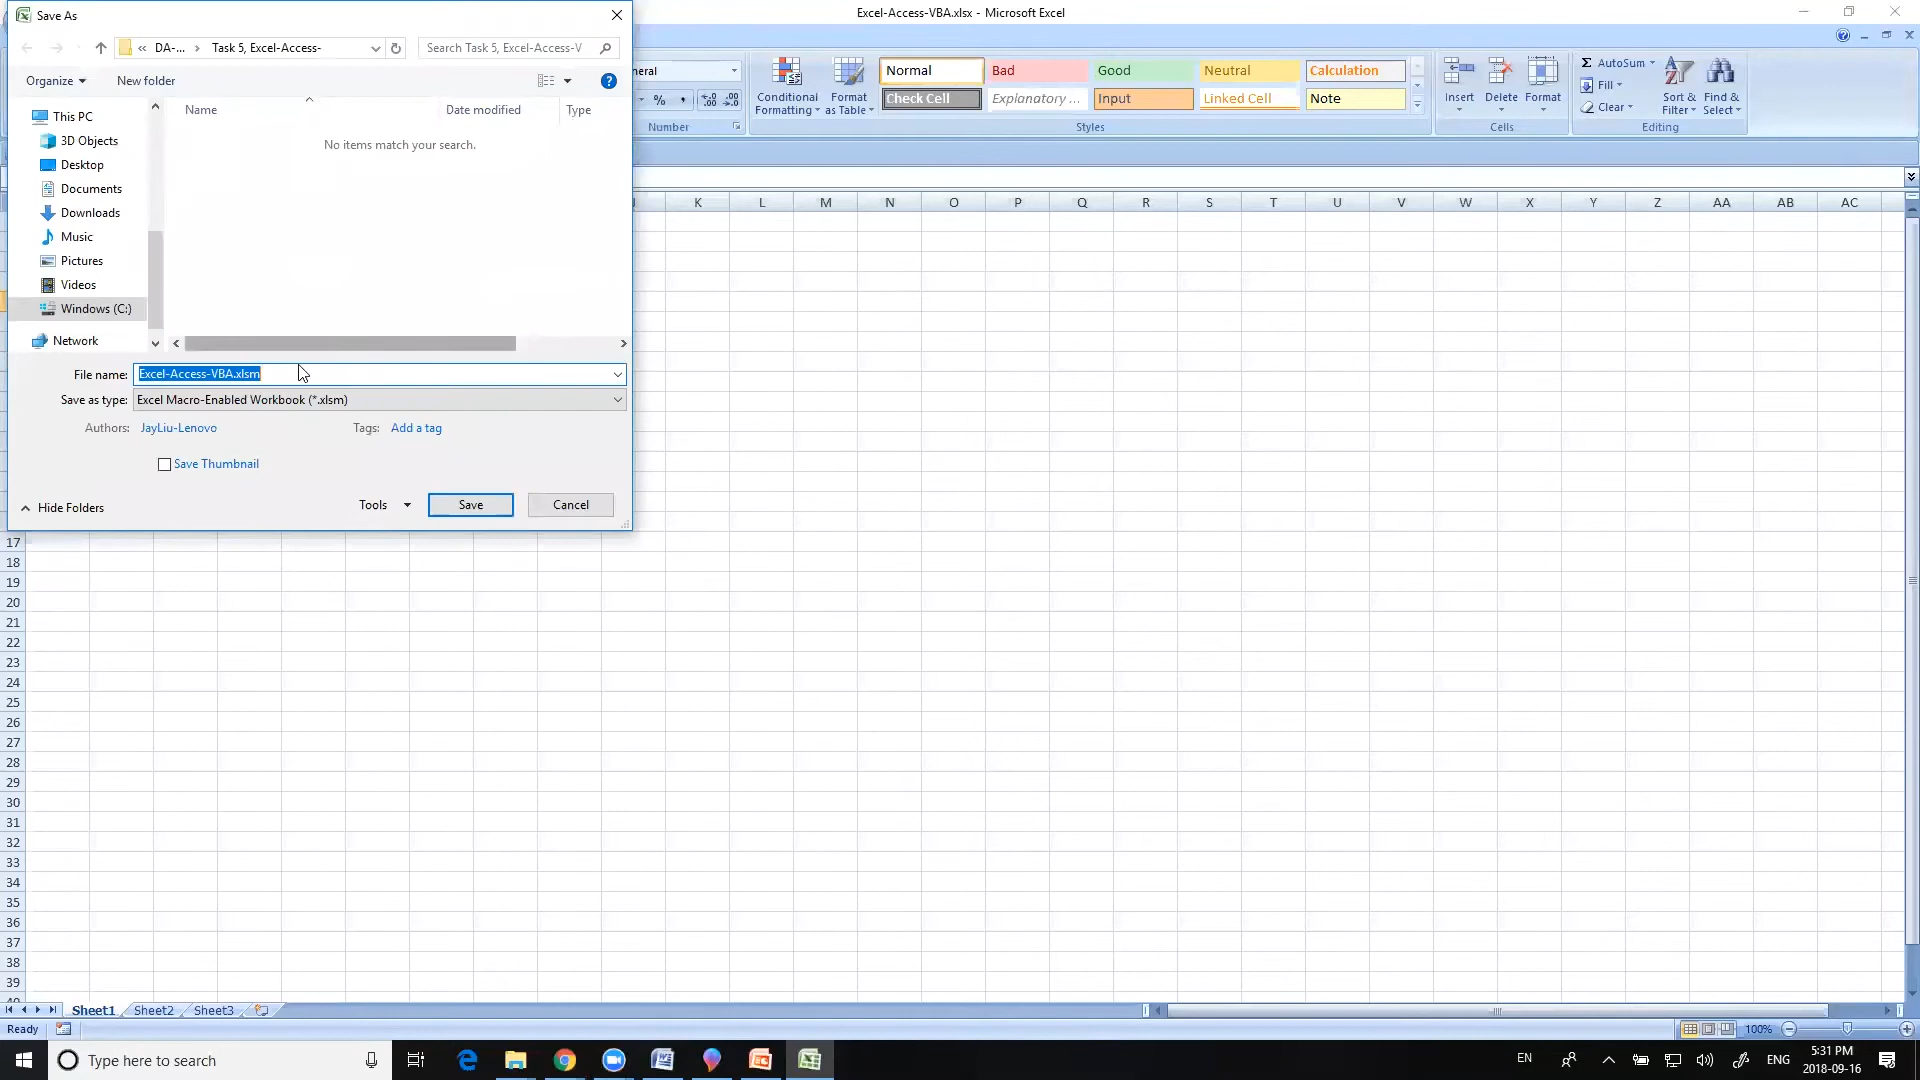 Save As
Excel-Access-VBA.xlsx - Microsoft Excel
« DA-... › Task 5, Excel-Access-
Search Task 5, Excel-Access-V
Organize
New folder
Name
Date modified
Type
No items match your search.
This PC
3D Objects
Desktop
Documents
Downloads
Music
Pictures
Videos
Windows (C:)
Network
File name: Excel-Access-VBA.xlsm
Save as type: Excel Macro-Enabled Workbook (*.xlsm)
Authors: JayLiu-Lenovo
Tags: Add a tag
Save Thumbnail
Hide Folders
Tools
Save
Cancel
neral
% ,
Number
Conditional
Formatting
Format
as Table
Normal
Bad
Good
Neutral
Calculation
Check Cell
Explanatory ...
Input
Linked Cell
Note
Styles
Insert
Delete
Format
Cells
Σ AutoSum
Fill
Clear
Sort &
Filter
Find &
Select
Editing
K L M N O P Q R S T U V W X Y Z AA AB AC
17
18
19
20
21
22
23
24
25
26
27
28
29
30
31
32
33
34
35
36
37
38
39
Sheet1 Sheet2 Sheet3
Ready
100%
Type here to search
EN
ENG
5:31 PM
2018-09-16